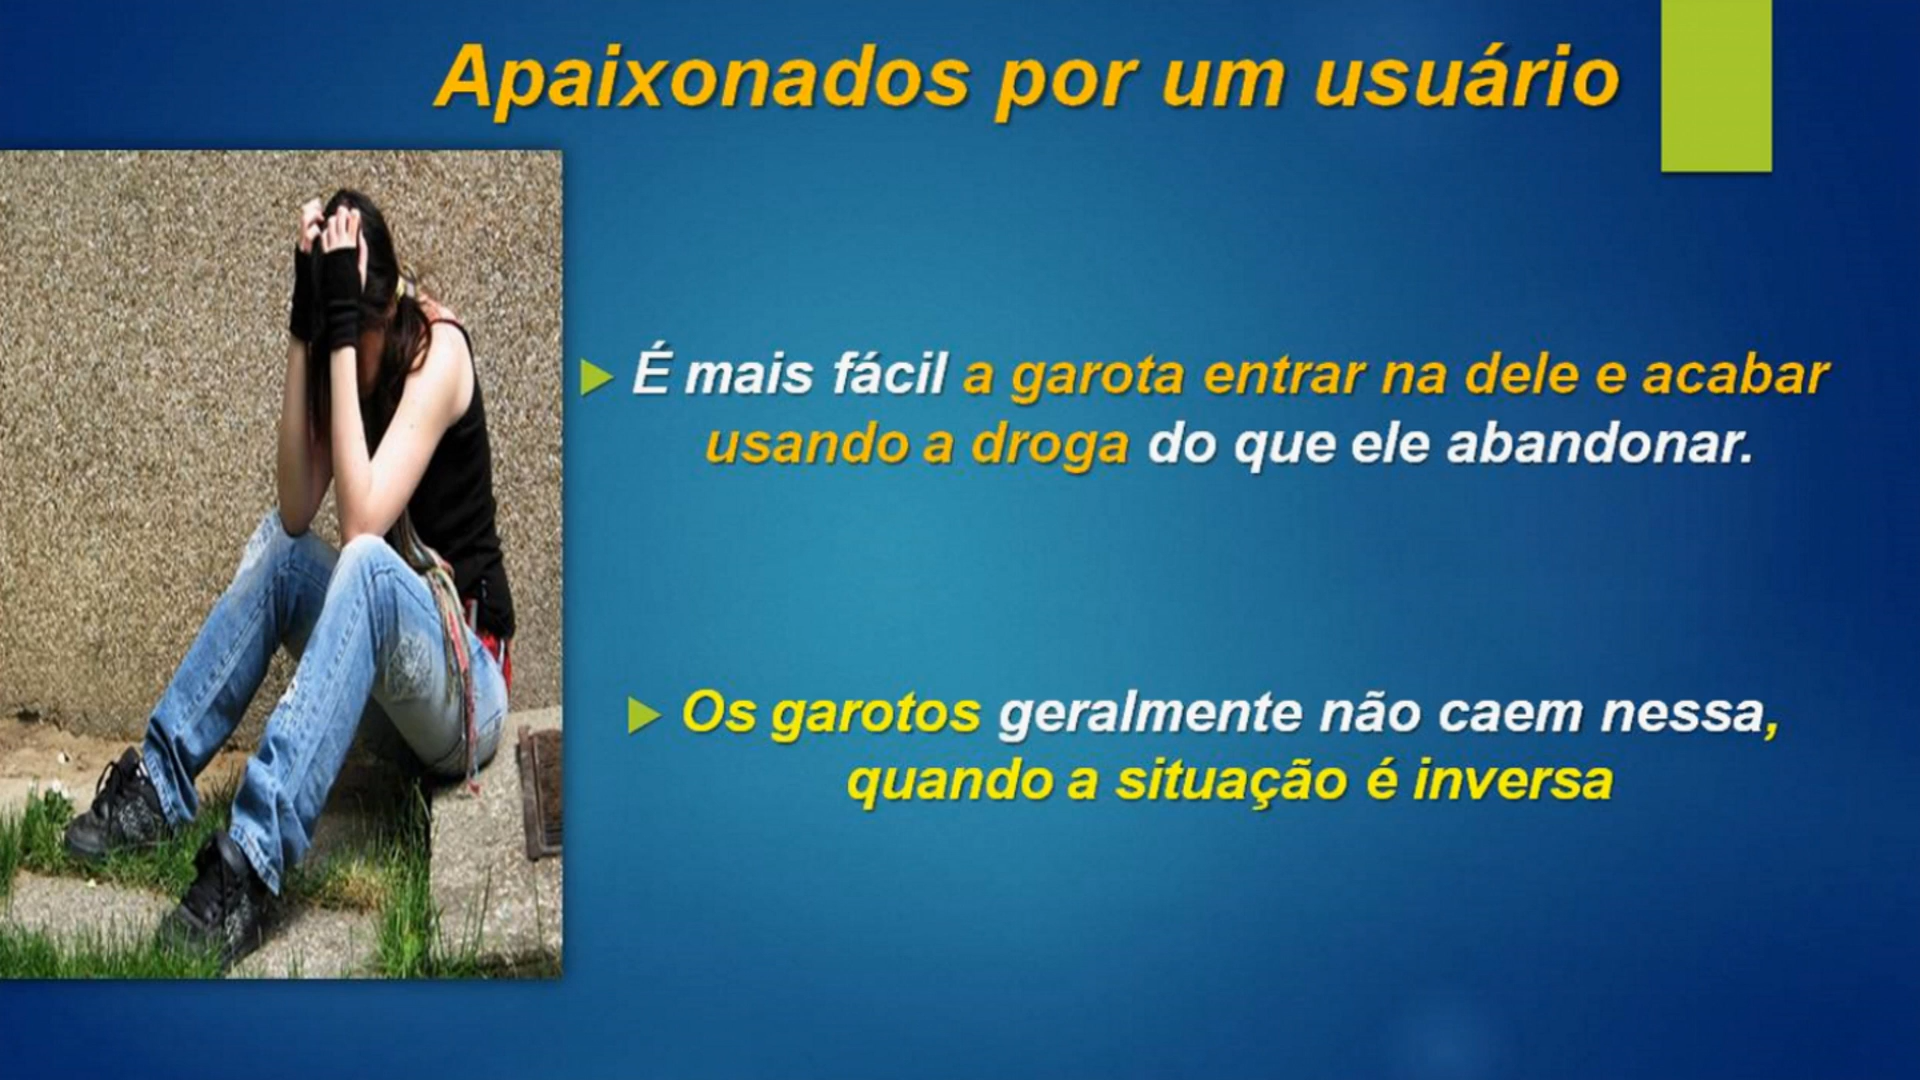 Apaixonados por um usuário
É mais fácil a garota entrar na dele e acabar
usando a droga do que ele abandonar.
Os garotos geralmente não caem nessa,
quando a situação é inversa